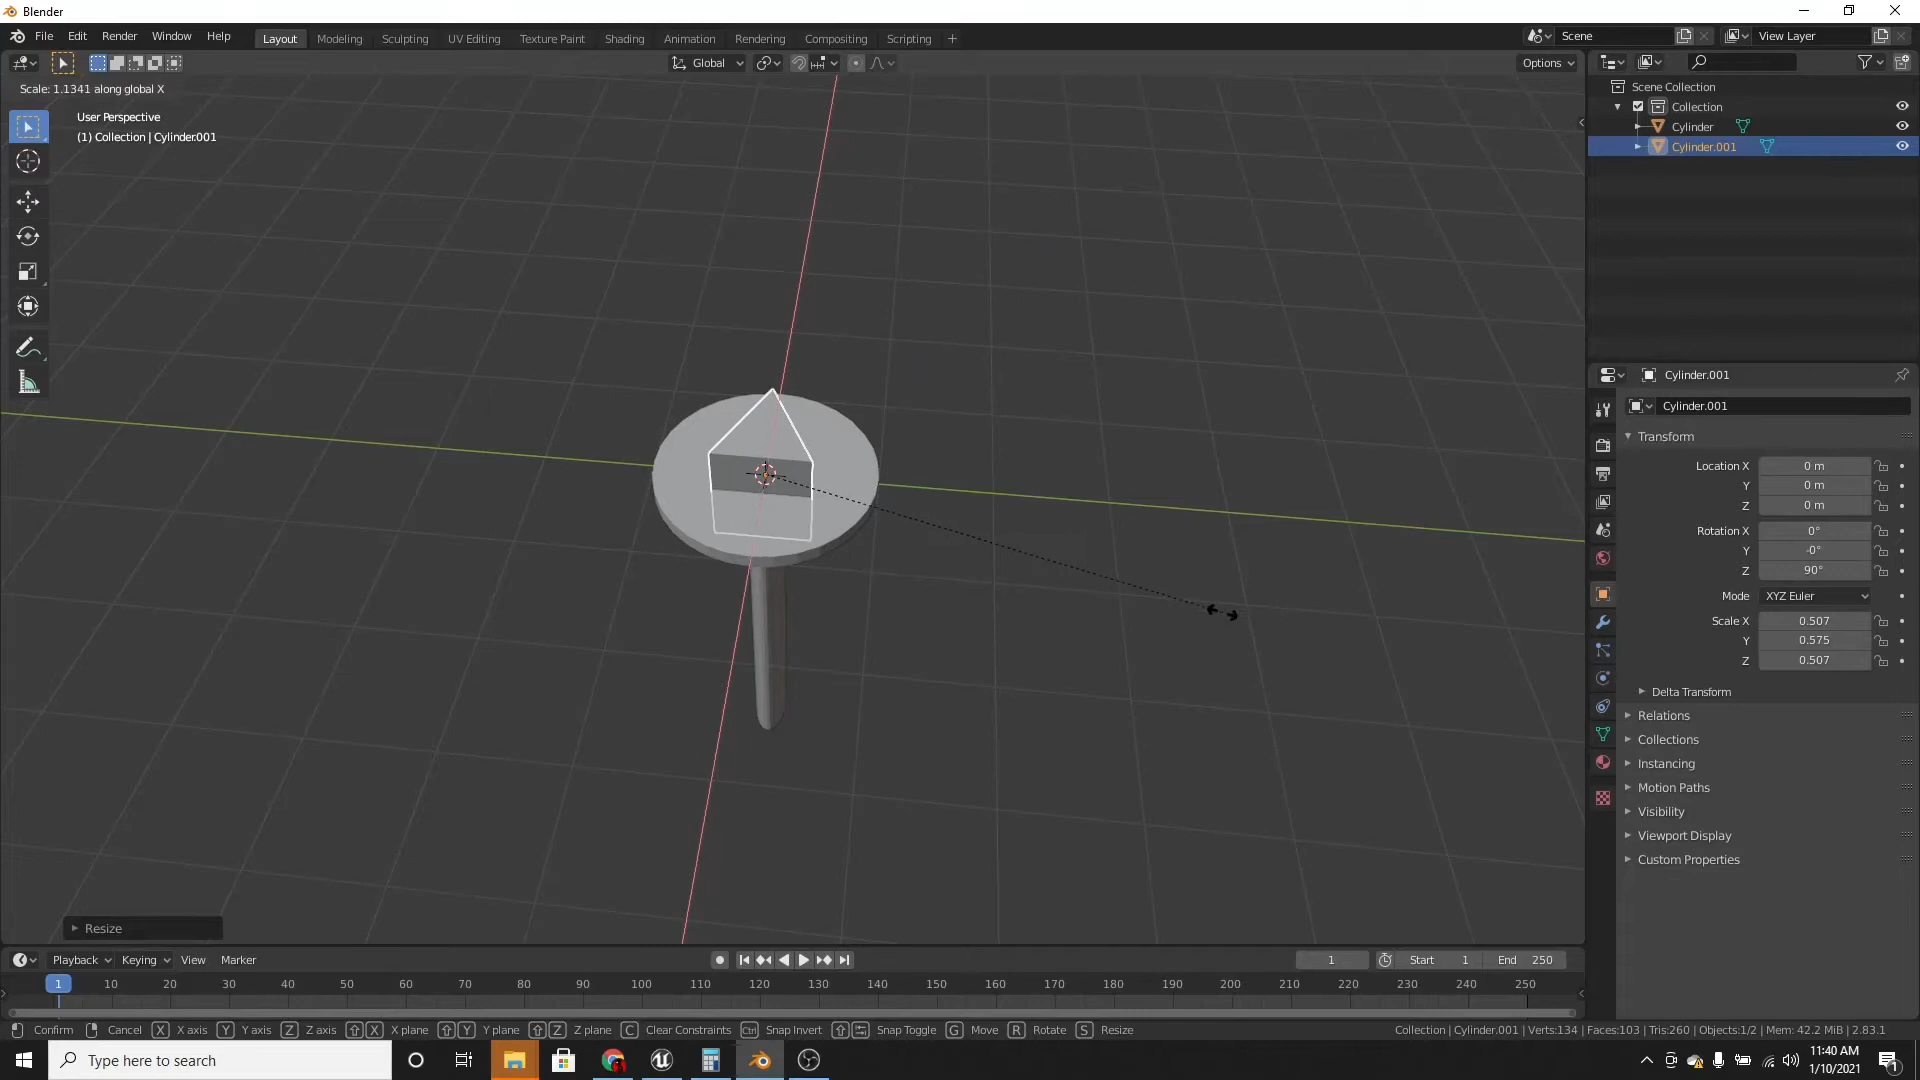 Blender
File Edit Render Window Help
Layout Modeling Sculpting UV Editing Texture Paint Shading Animation Rendering Compositing Scripting +
Scene
View Layer
Global
Options
Scale: 1.1341 along global X
User Perspective
(1) Collection | Cylinder.001
Scene Collection
Collection
Cylinder
Cylinder.001
Cylinder.001
Cylinder.001
Transform
Location X 0 m
Y 0 m
Z 0 m
Rotation X 0°
Y -0°
Z 90°
Mode XYZ Euler
Scale X 0.507
Y 0.575
Z 0.507
Delta Transform
Relations
Collections
Instancing
Motion Paths
Visibility
Viewport Display
Custom Properties
Resize
Playback Keying View Marker
1 Start 1 End 250
1 10 20 30 40 50 60 70 80 90 100 110 120 130 140 150 160 170 180 190 200 210 220 230 240 250
Confirm Cancel X X axis Y Y axis Z Z axis X X plane Y Y plane Z Z plane C Clear Constraints Ctrl Snap Invert Snap Toggle G Move R Rotate S Resize
Collection | Cylinder.001 | Verts:134 | Faces:103 | Tris:260 | Objects:1/2 | Mem: 42.2 MiB | 2.83.1
Type here to search
11:40 AM
1/10/2021
1